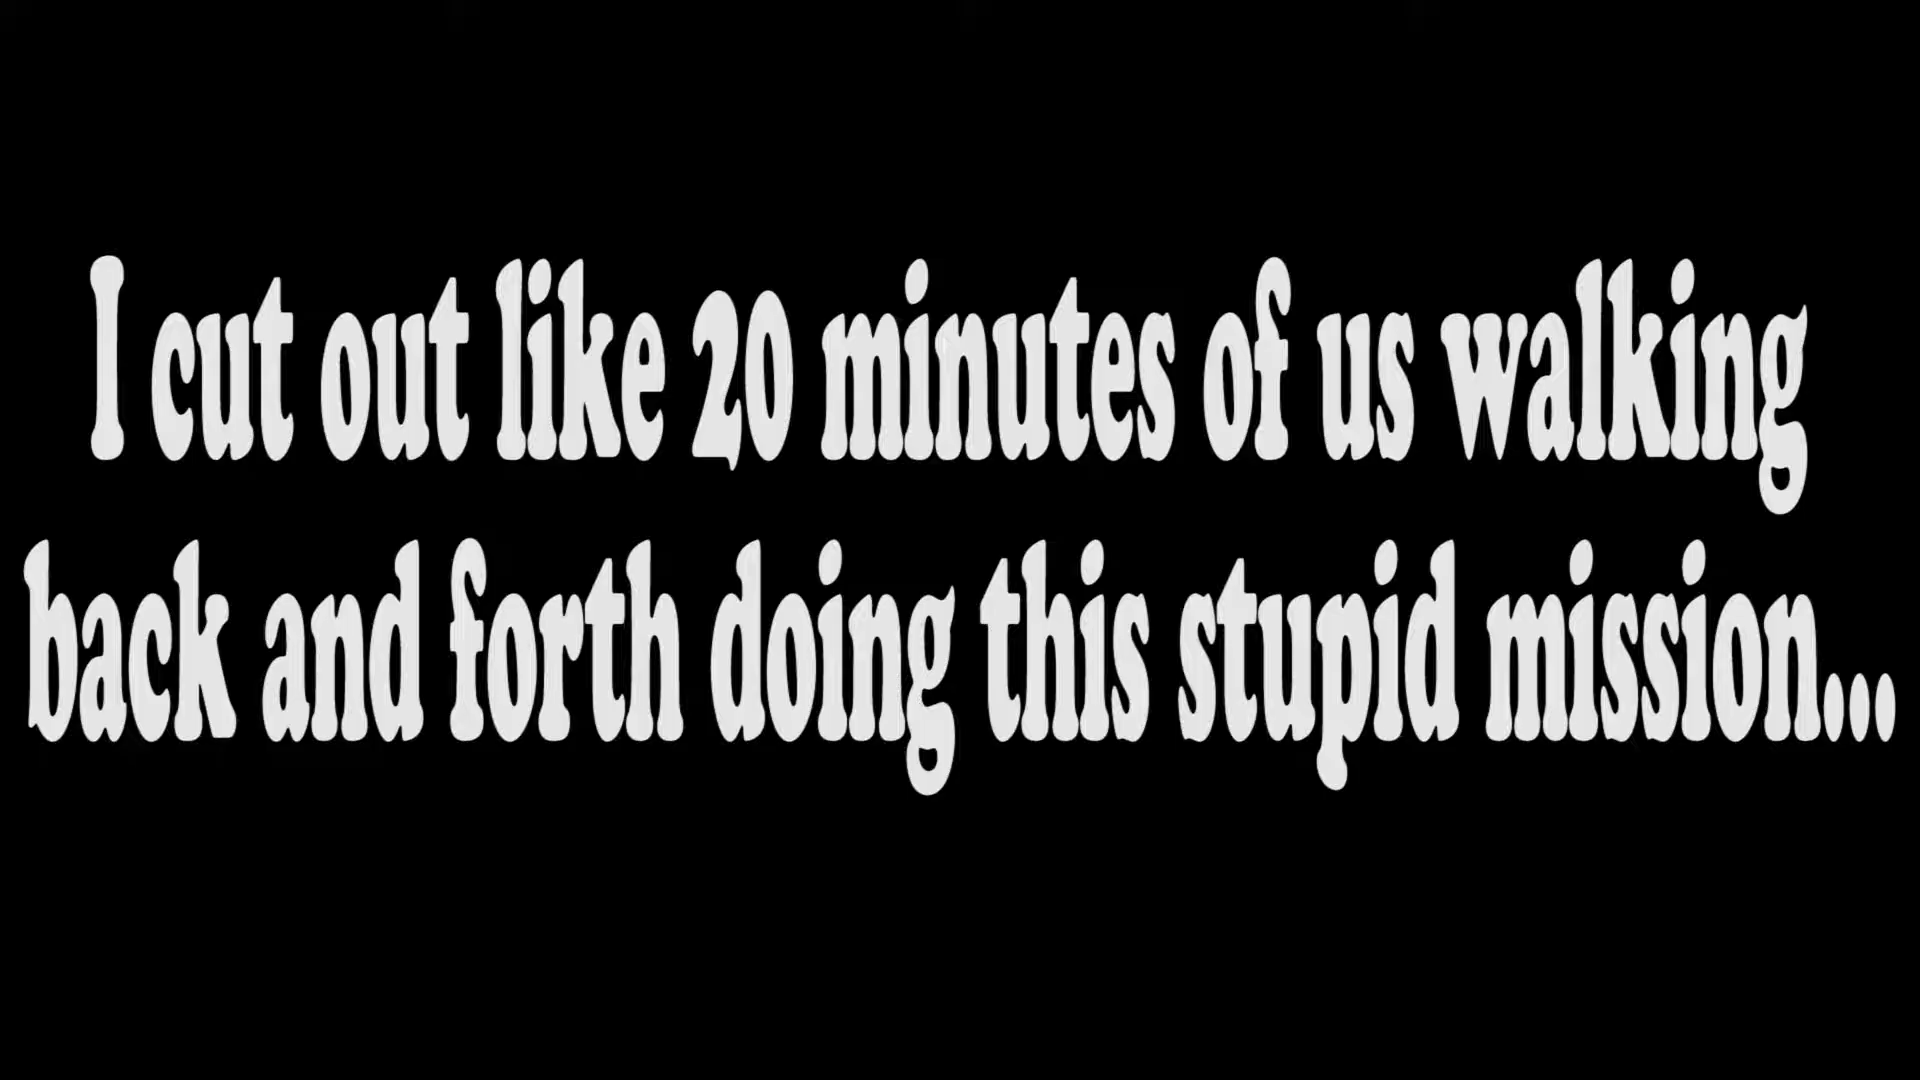 I cut out like 20 minutes of us walking
back and forth doing this stupid mission...